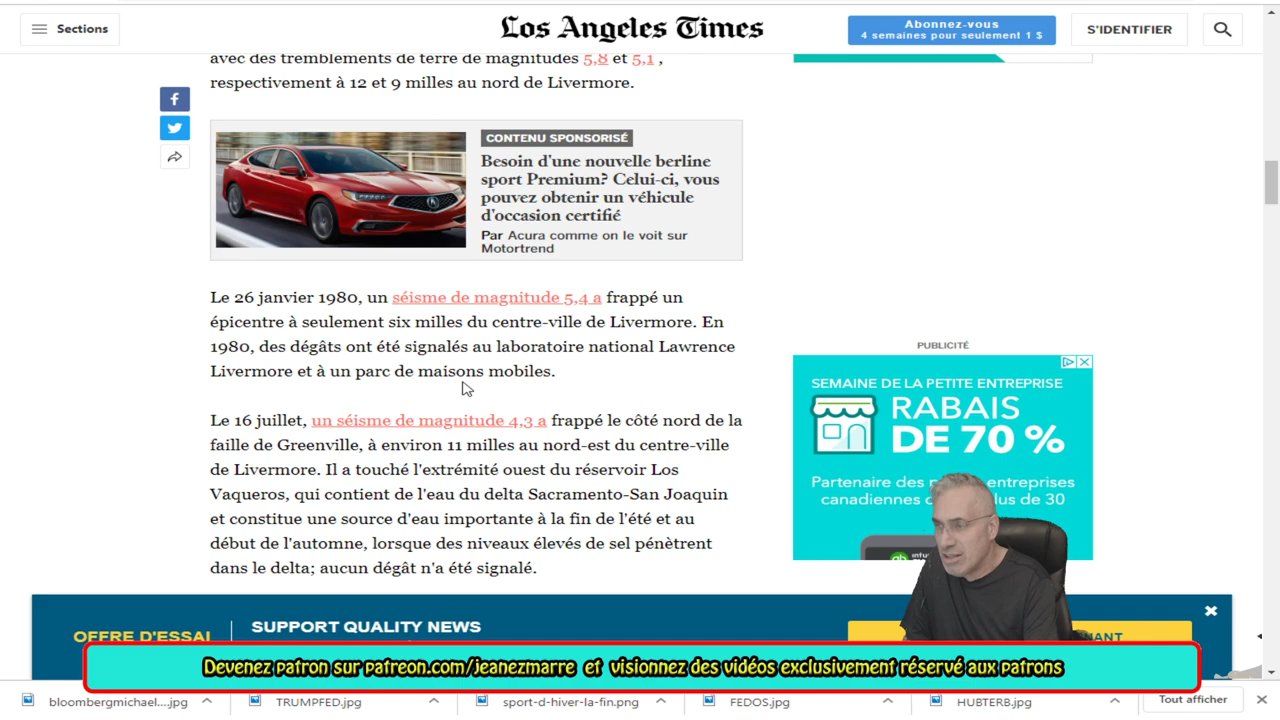 Sections
Los Angeles Times
Abonnez-vous
4 semaines pour seulement 1 $
S'IDENTIFIER
avec des tremblements de terre de magnitudes 5,8 et 5,1 ,
respectivement à 12 et 9 milles au nord de Livermore.
CONTENU SPONSORISÉ
Besoin d'une nouvelle berline
sport Premium? Celui-ci, vous
pouvez obtenir un véhicule
d'occasion certifié
Par Acura comme on le voit sur
Motortrend
Le 26 janvier 1980, un séisme de magnitude 5,4 a frappé un
épicentre à seulement six milles du centre-ville de Livermore. En
1980, des dégâts ont été signalés au laboratoire national Lawrence
Livermore et à un parc de maisons mobiles.
Le 16 juillet, un séisme de magnitude 4,3 a frappé le côté nord de la
faille de Greenville, à environ 11 milles au nord-est du centre-ville
de Livermore. Il a touché l'extrémité ouest du réservoir Los
Vaqueros, qui contient de l'eau du delta Sacramento-San Joaquin
et constitue une source d'eau importante à la fin de l'été et au
début de l'automne, lorsque des niveaux élevés de sel pénètrent
dans le delta; aucun dégât n'a été signalé.
PUBLICITÉ
SEMAINE DE LA PETITE ENTREPRISE
RABAIS
DE 70 %
Partenaire des entreprises
canadiennes de 30
OFFRE D'ESSAI
SUPPORT QUALITY NEWS
Devenez patron sur patreon.com/jeanezmarre et visionnez des vidéos exclusivement réservé aux patrons
bloombergmichael....jpg
TRUMPFED.jpg
sport-d-hiver-la-fin.png
FEDOS.jpg
HUBTERB.jpg
Tout afficher